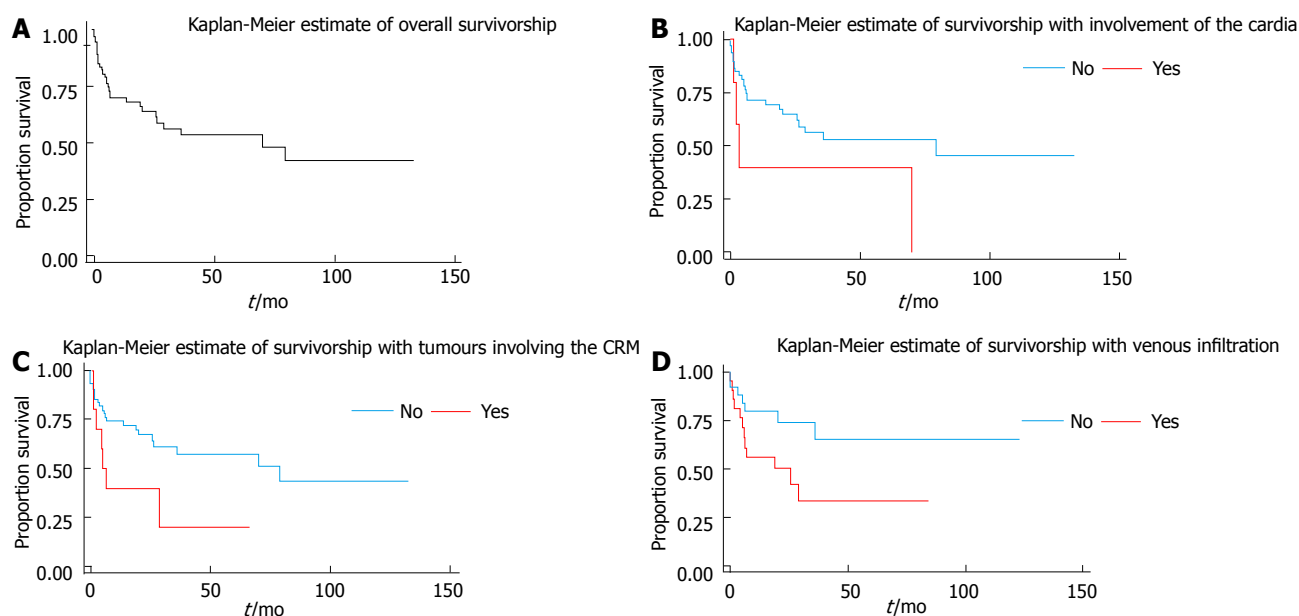 A
Kaplan-Meier estimate of overall survivorship
Proportion survival
1.00
0.75
0.50
0.25
0.00
0 50 100 150
t/mo
B
Kaplan-Meier estimate of survivorship with involvement of the cardia
No Yes
Proportion survival
1.00
0.75
0.50
0.25
0.00
0 50 100 150
t/mo
C
Kaplan-Meier estimate of survivorship with tumours involving the CRM
No Yes
Proportion survival
1.00
0.75
0.50
0.25
0.00
0 50 100 150
t/mo
D
Kaplan-Meier estimate of survivorship with venous infiltration
No Yes
Proportion survival
1.00
0.75
0.50
0.25
0.00
0 50 100 150
t/mo